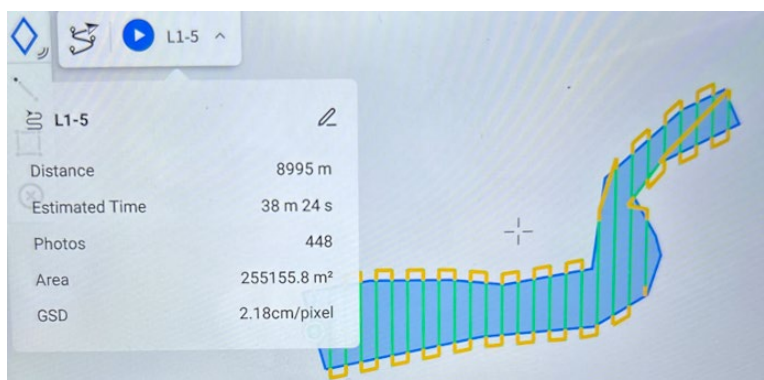 L1-5
L1-5
Distance 8995 m
Estimated Time 38 m 24 s
Photos 448
Area 255155.8 m²
GSD 2.18cm/pixel